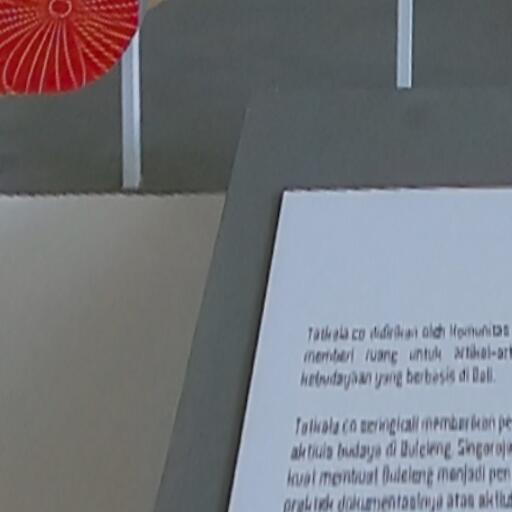 Tatkala co didirikan oleh Komunitas
memberi ruang untuk artikel-art
kebudayaan yang berbasis di Bali.
Tatkala co seringkali memberikan pe
aktivis budaya di Buleleng, Singaraja
kuat membuat Buleleng menjadi pen
praktek dokumentasinya atas aktiv